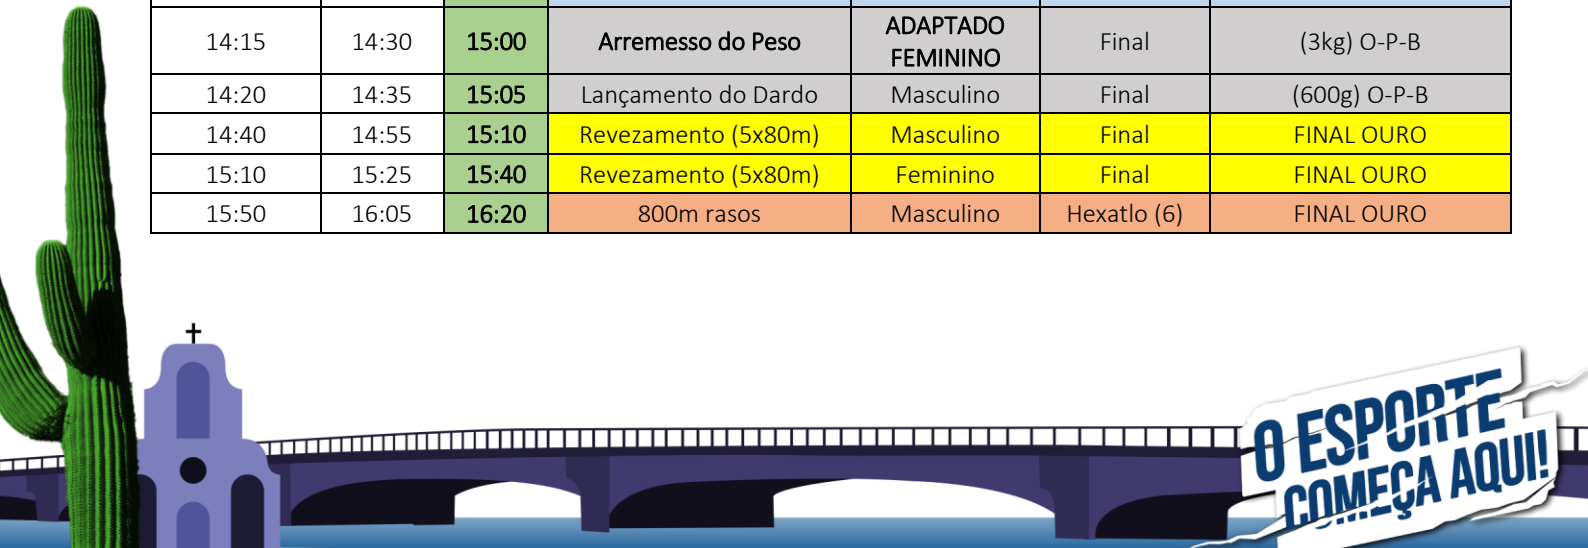 14:15 14:30 15:00 Arremesso do Peso ADAPTADO FEMININO Final (3kg) O-P-B
14:20 14:35 15:05 Lançamento do Dardo Masculino Final (600g) O-P-B
14:40 14:55 15:10 Revezamento (5x80m) Masculino Final FINAL OURO
15:10 15:25 15:40 Revezamento (5x80m) Feminino Final FINAL OURO
15:50 16:05 16:20 800m rasos Masculino Hexatlo (6) FINAL OURO
O ESPORTE
COMEÇA AQUI!